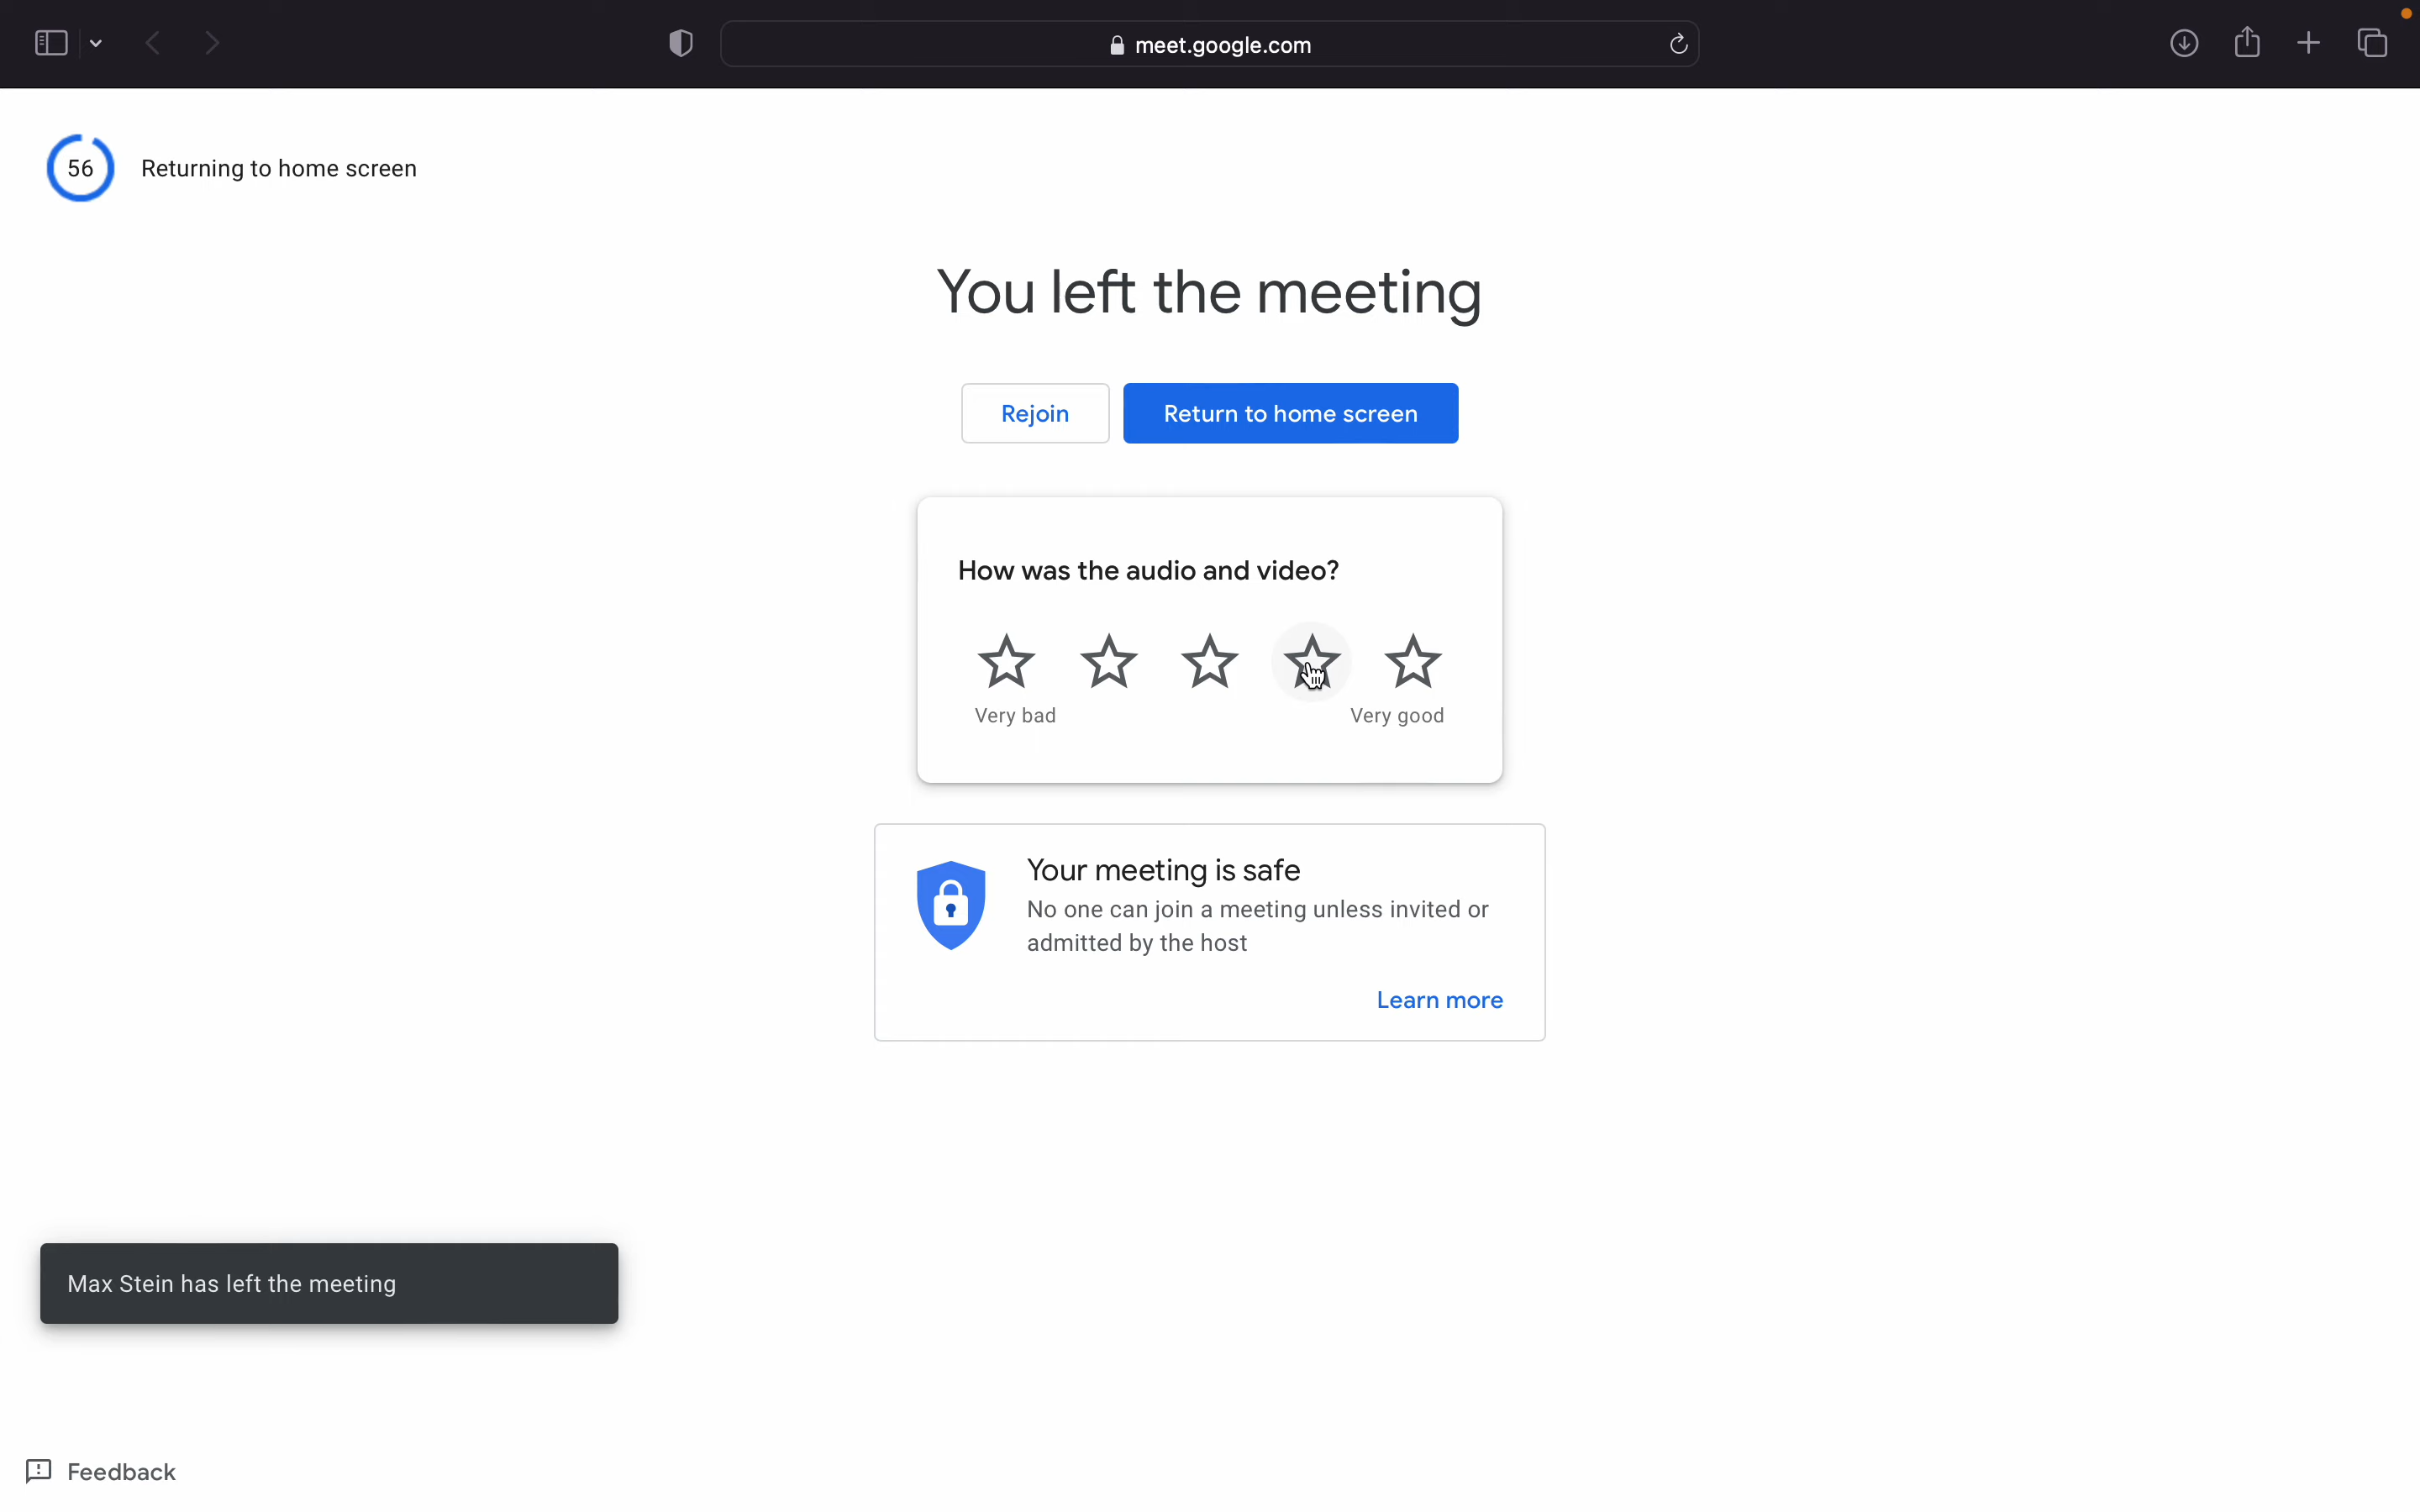 meet.google.com
56
Returning to home screen
You left the meeting
Rejoin
Return to home screen
How was the audio and video?
Very bad
Very good
Your meeting is safe
No one can join a meeting unless invited or
admitted by the host
Learn more
Max Stein has left the meeting
Feedback